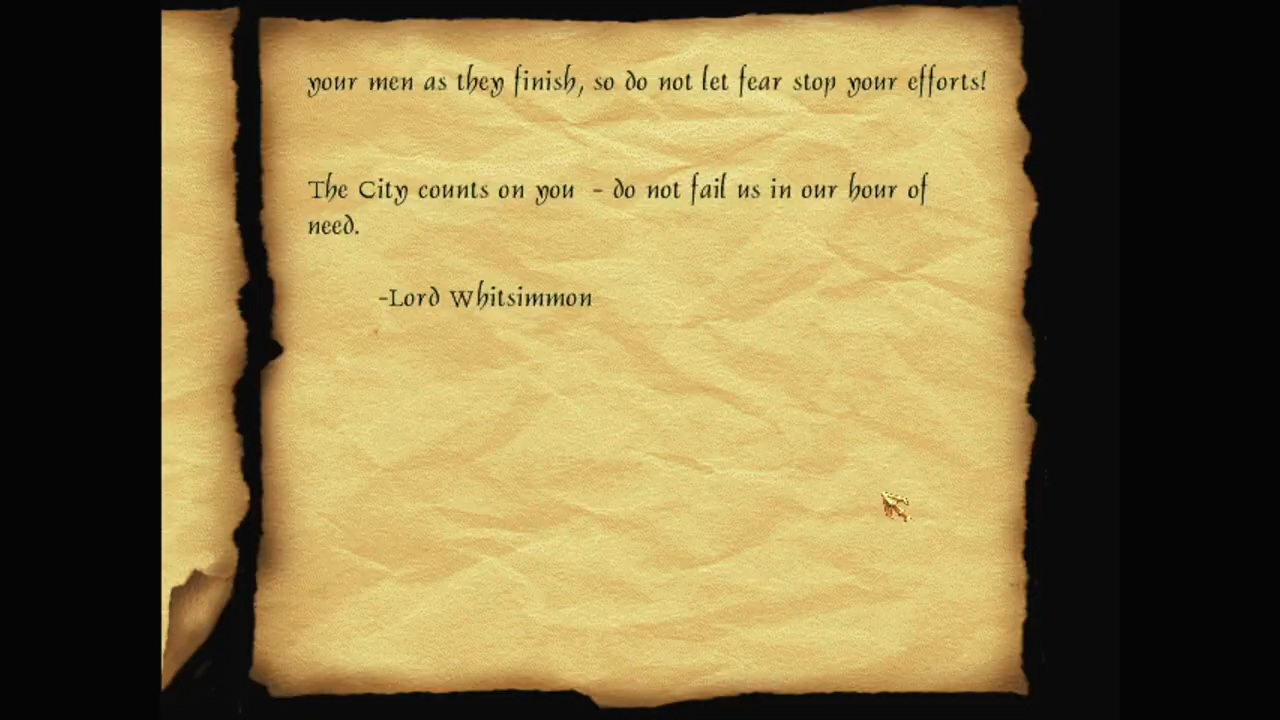 your men as they finish, so do not let fear stop your efforts!
The City counts on you - do not fail us in our hour of
need.
-Lord Whitsimmon